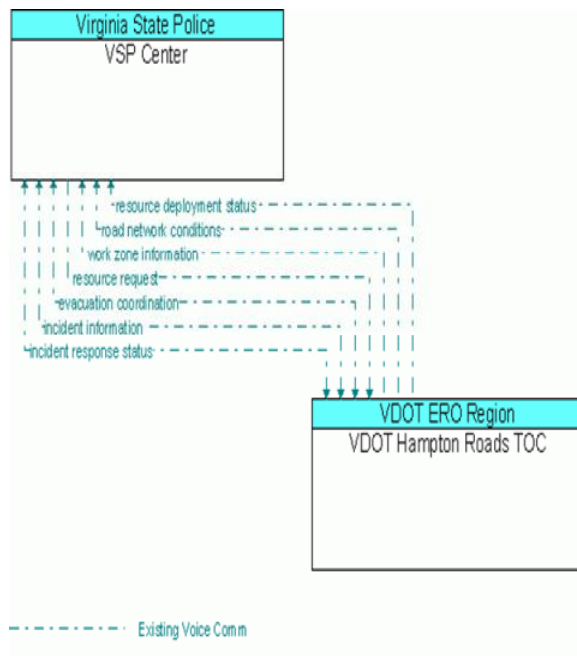 Virginia State Police
VSP Center
resource deployment status
road network conditions
work zone information
resource request
evacuation coordination
incident information
incident response status
VDOT ERO Region
VDOT Hampton Roads TOC
Existing Voice Comm